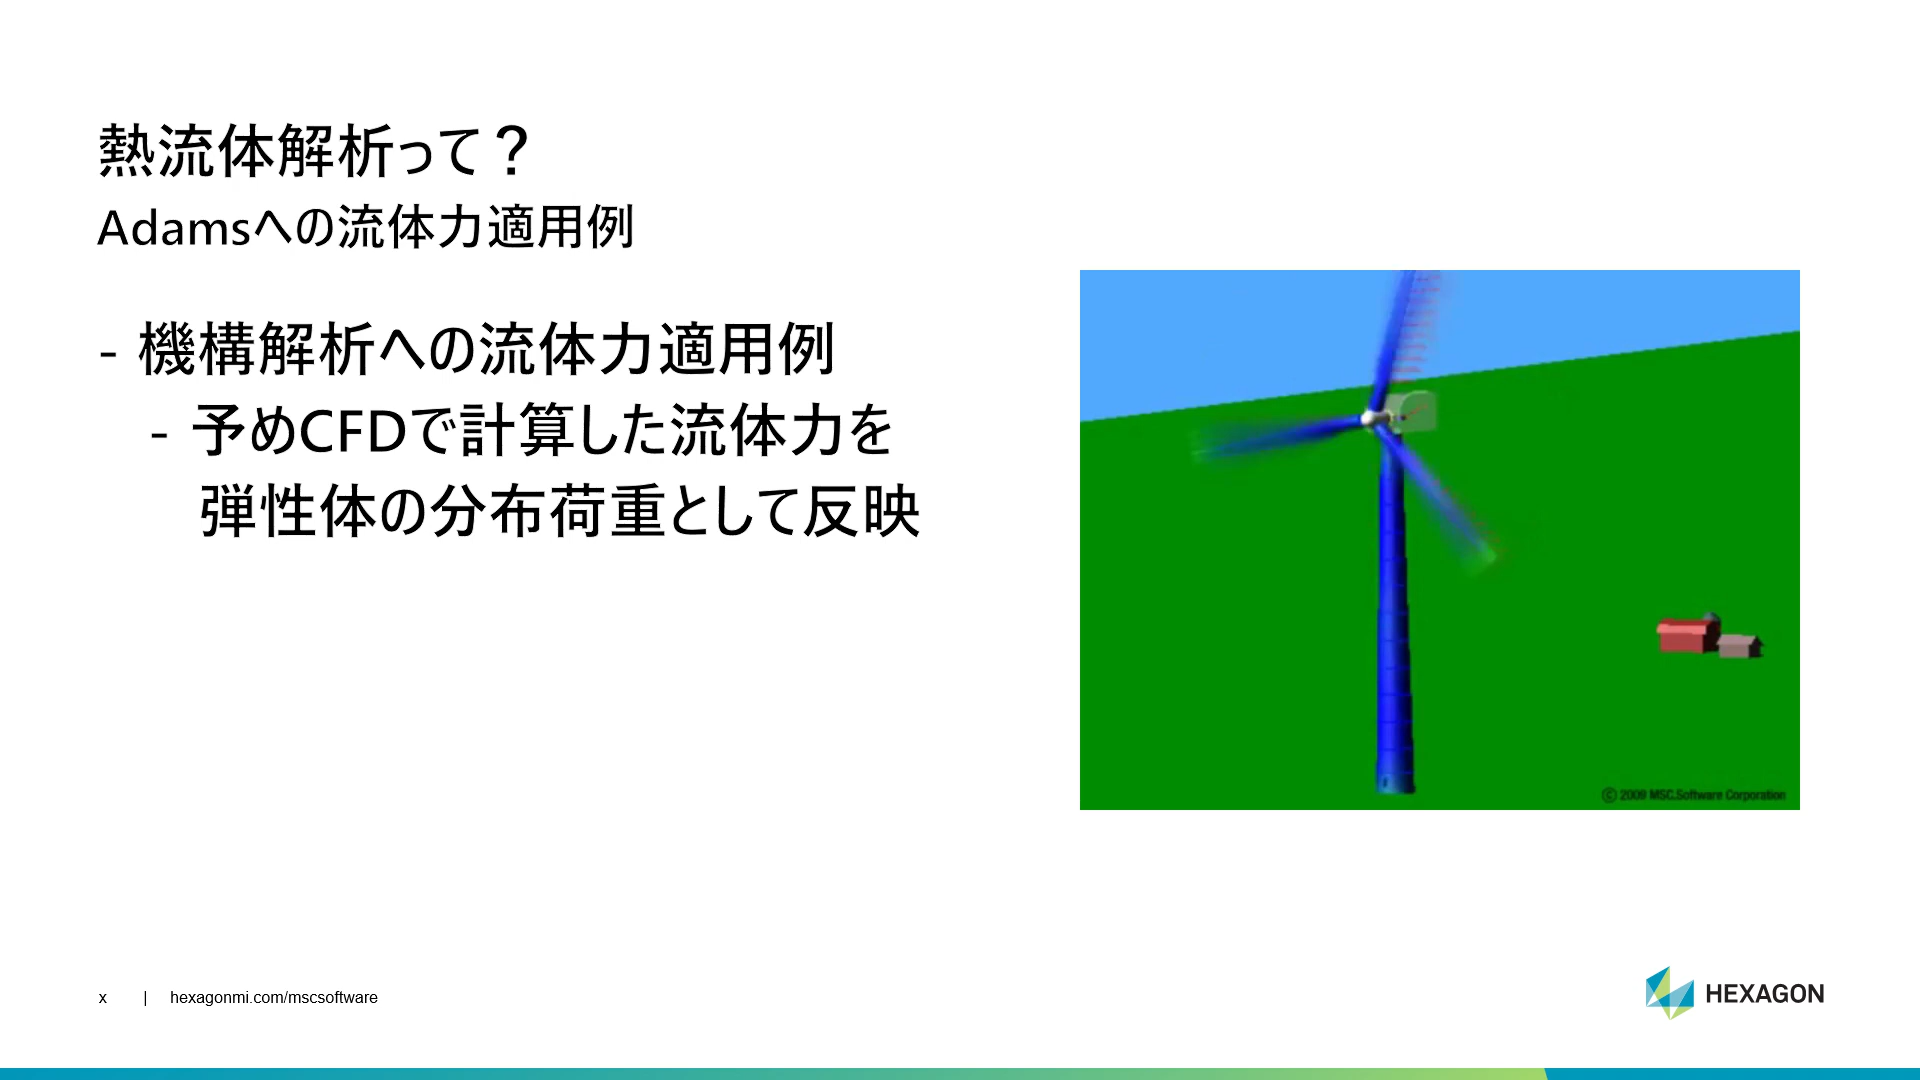 熱流体解析って？
Adamsへの流体力適用例
- 機構解析への流体力適用例
- 予めCFDで計算した流体力を
弾性体の分布荷重として反映
© 2009 MSC.Software Corporation
x | hexagonmi.com/mscsoftware
HEXAGON